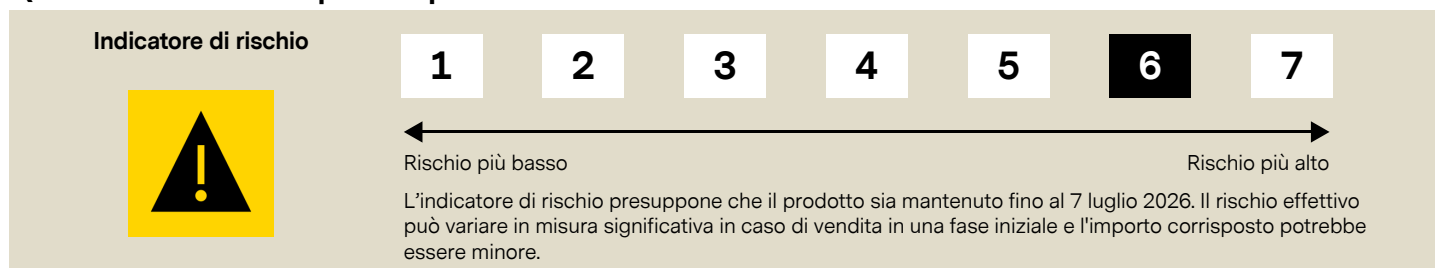 Indicatore di rischio
1 2 3 4 5 6 7
Rischio più basso Rischio più alto
L'indicatore di rischio presuppone che il prodotto sia mantenuto fino al 7 luglio 2026. Il rischio effettivo
può variare in misura significativa in caso di vendita in una fase iniziale e l'importo corrisposto potrebbe
essere minore.